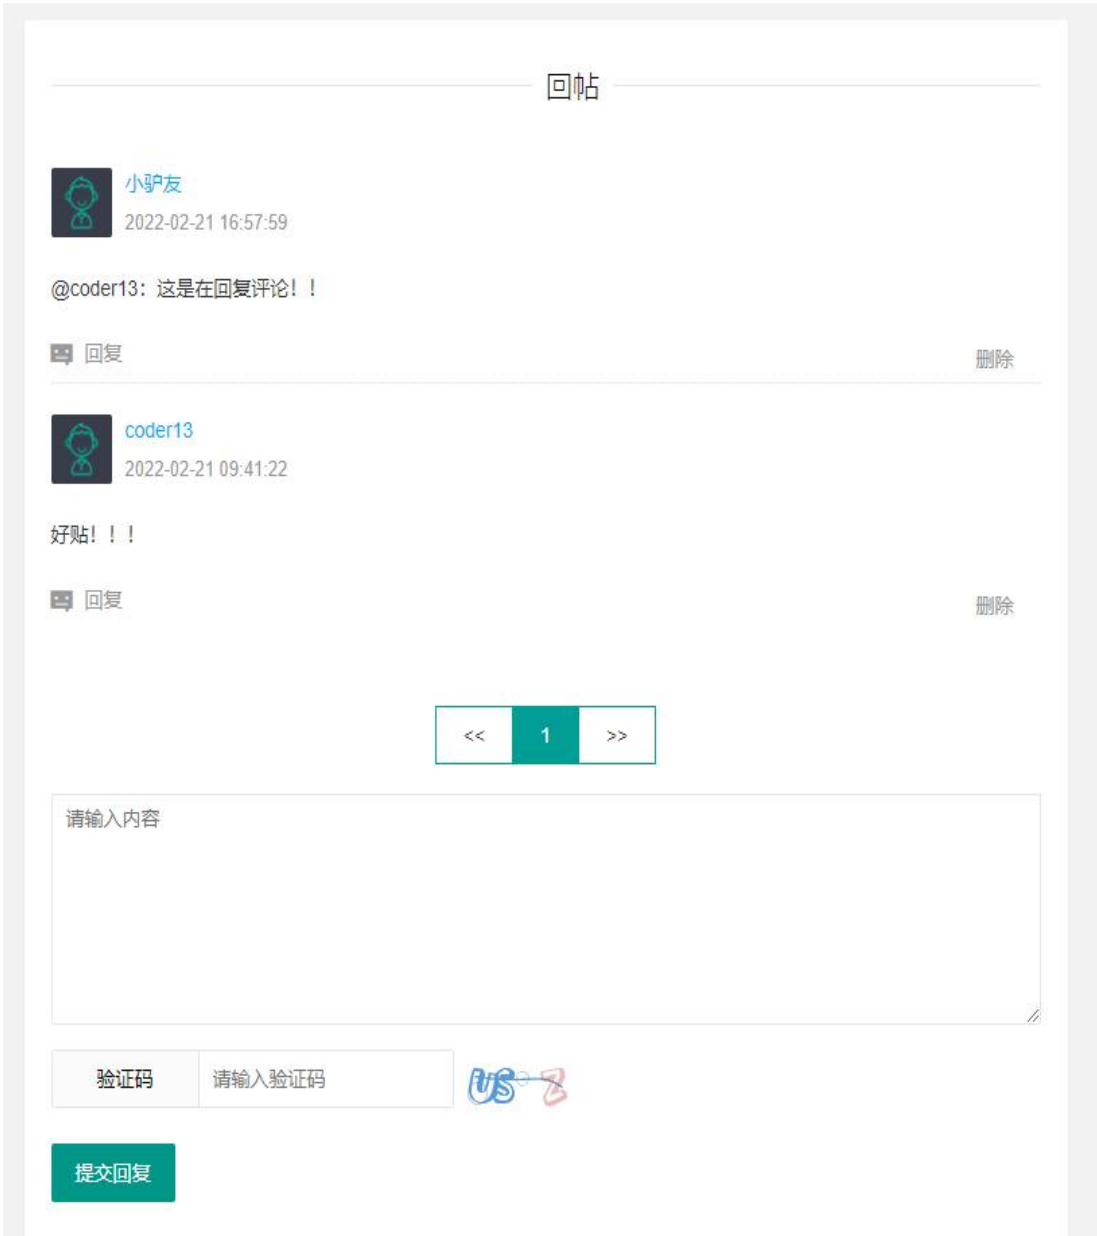 回帖
小驴友
2022-02-21 16:57:59
@coder13：这是在回复评论！！
回复
删除
coder13
2022-02-21 09:41:22
好贴！！！
回复
删除
<< 1 >>
请输入内容
验证码
请输入验证码
提交回复